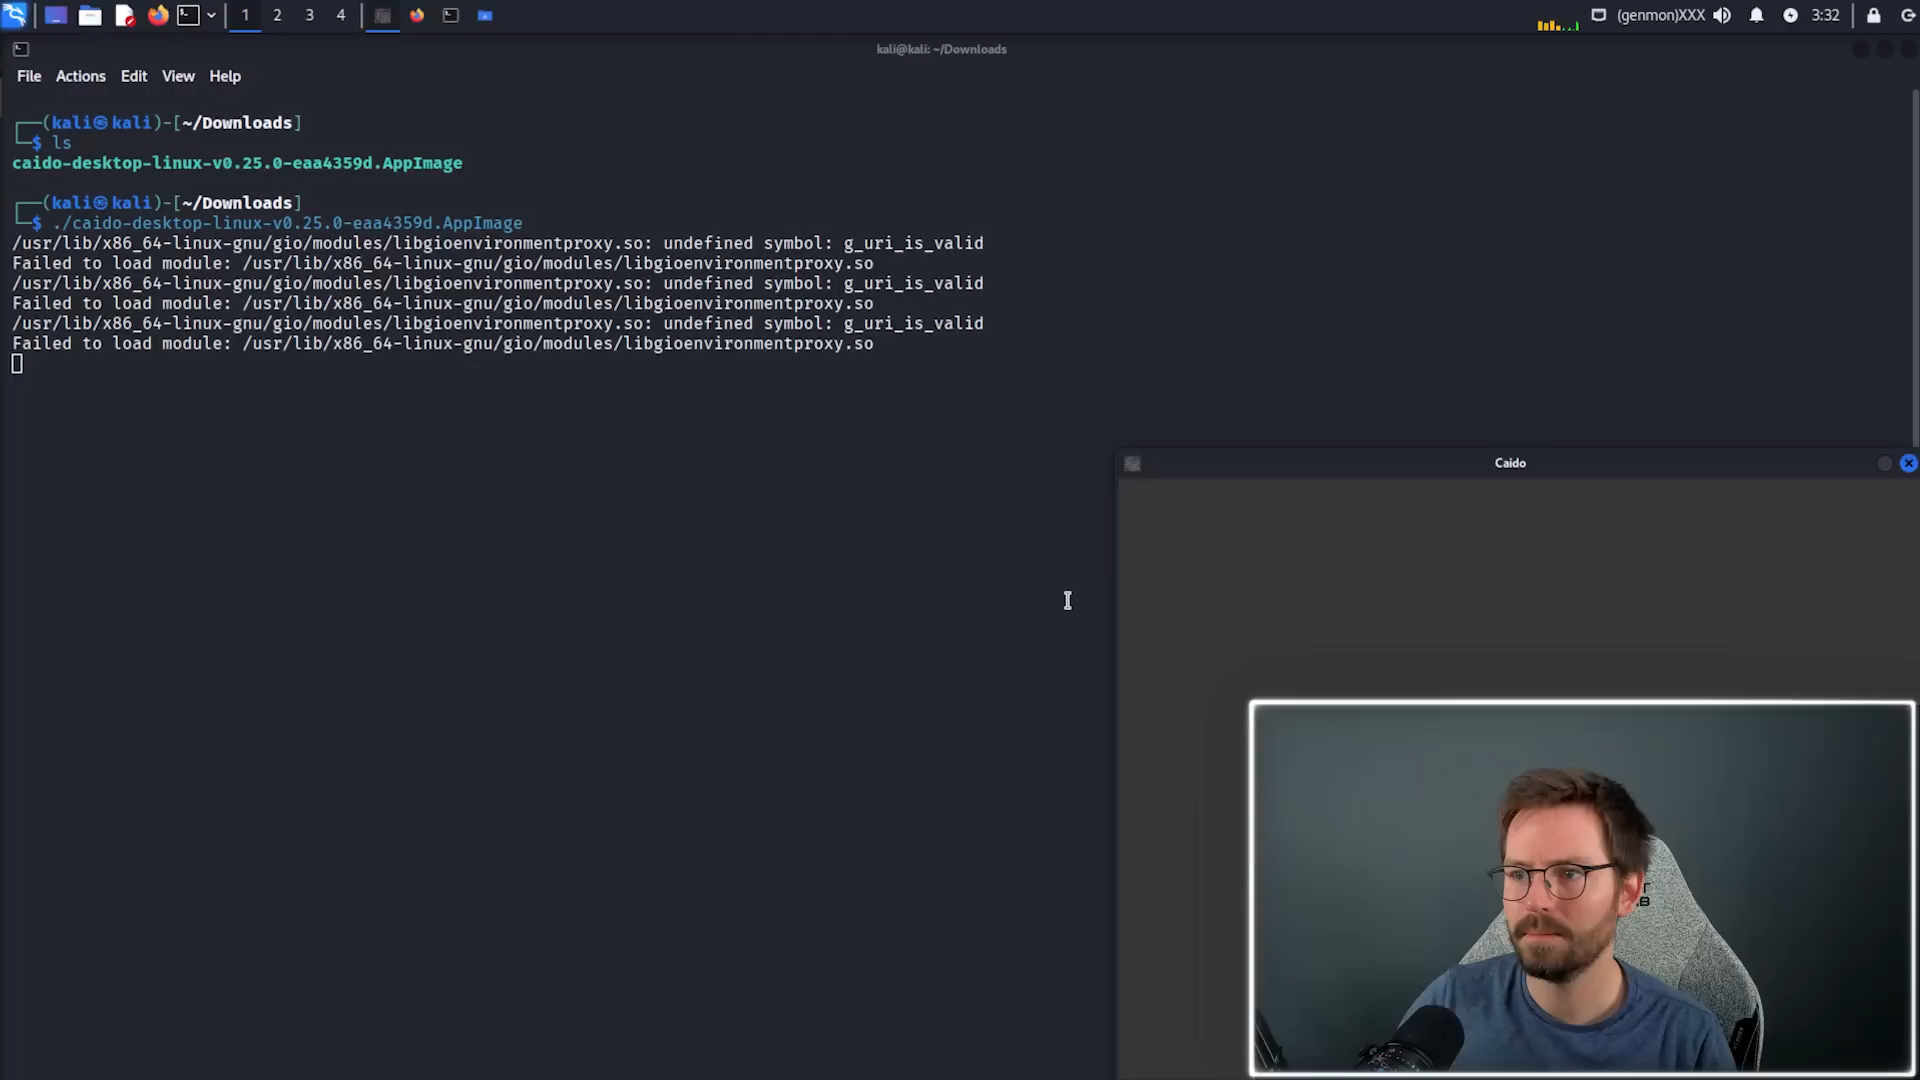 1 2 3 4
(genmon)XXX 3:32
kali@kali: ~/Downloads
File Actions Edit View Help
┌──(kali㉿kali)-[~/Downloads]
└─$ ls
caido-desktop-linux-v0.25.0-eaa4359d.AppImage
┌──(kali㉿kali)-[~/Downloads]
└─$ ./caido-desktop-linux-v0.25.0-eaa4359d.AppImage
/usr/lib/x86_64-linux-gnu/gio/modules/libgioenvironmentproxy.so: undefined symbol: g_uri_is_valid
Failed to load module: /usr/lib/x86_64-linux-gnu/gio/modules/libgioenvironmentproxy.so
/usr/lib/x86_64-linux-gnu/gio/modules/libgioenvironmentproxy.so: undefined symbol: g_uri_is_valid
Failed to load module: /usr/lib/x86_64-linux-gnu/gio/modules/libgioenvironmentproxy.so
/usr/lib/x86_64-linux-gnu/gio/modules/libgioenvironmentproxy.so: undefined symbol: g_uri_is_valid
Failed to load module: /usr/lib/x86_64-linux-gnu/gio/modules/libgioenvironmentproxy.so
Caido